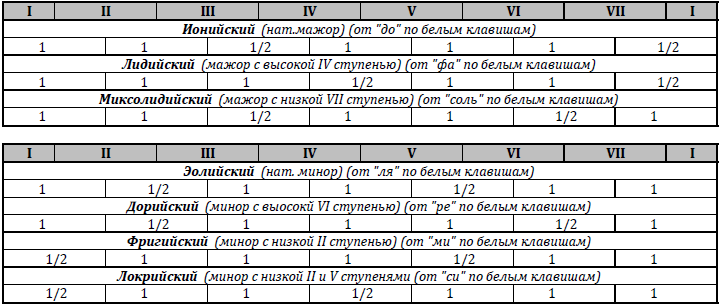 I II III IV V VI VII I
Ионийский (нат.мажор) (от "до" по белым клавишам)
1 1 1/2 1 1 1 1/2
Лидийский (мажор с высокой IV ступенью) (от "фа" по белым клавишам)
1 1 1 1/2 1 1 1/2
Миксолидийский (мажор с низкой VII ступенью) (от "соль" по белым клавишам)
1 1 1/2 1 1 1/2 1
I II III IV V VI VII I
Эолийский (нат. минор) (от "ля" по белым клавишам)
1 1/2 1 1 1/2 1 1
Дорийский (минор с выоской VI ступенью) (от "ре" по белым клавишам)
1 1/2 1 1 1 1/2 1
Фригийский (минор с низкой II ступенью) (от "ми" по белым клавишам)
1/2 1 1 1 1/2 1 1
Локрийский (минор с низкой II и V ступенями (от "си" по белым клавишам)
1/2 1 1 1/2 1 1 1